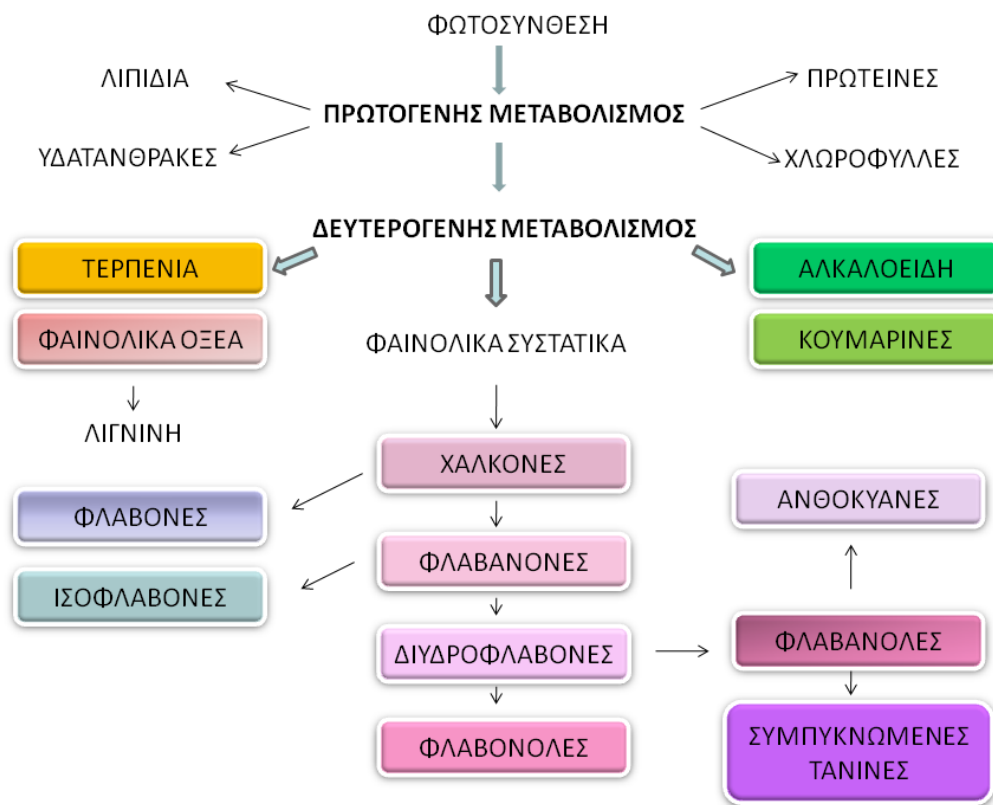 ΦΩΤΟΣΥΝΘΕΣΗ
ΛΙΠΙΔΙΑ
ΠΡΩΤΕΙΝΕΣ
ΠΡΩΤΟΓΕΝΗΣ ΜΕΤΑΒΟΛΙΣΜΟΣ
ΥΔΑΤΑΝΘΡΑΚΕΣ
ΧΛΩΡΟΦΥΛΛΕΣ
ΔΕΥΤΕΡΟΓΕΝΗΣ ΜΕΤΑΒΟΛΙΣΜΟΣ
ΤΕΡΠΕΝΙΑ
ΑΛΚΑΛΟΕΙΔΗ
ΦΑΙΝΟΛΙΚΑ ΟΞΕΑ
ΦΑΙΝΟΛΙΚΑ ΣΥΣΤΑΤΙΚΑ
ΚΟΥΜΑΡΙΝΕΣ
ΛΙΓΝΙΝΗ
ΧΑΛΚΟΝΕΣ
ΦΛΑΒΟΝΕΣ
ΑΝΘΟΚΥΑΝΕΣ
ΦΛΑΒΑΝΟΝΕΣ
ΙΣΟΦΛΑΒΟΝΕΣ
ΔΙΥΔΡΟΦΛΑΒΟΝΕΣ
ΦΛΑΒΑΝΟΛΕΣ
ΦΛΑΒΟΝΟΛΕΣ
ΣΥΜΠΥΚΝΩΜΕΝΕΣ
ΤΑΝΙΝΕΣ